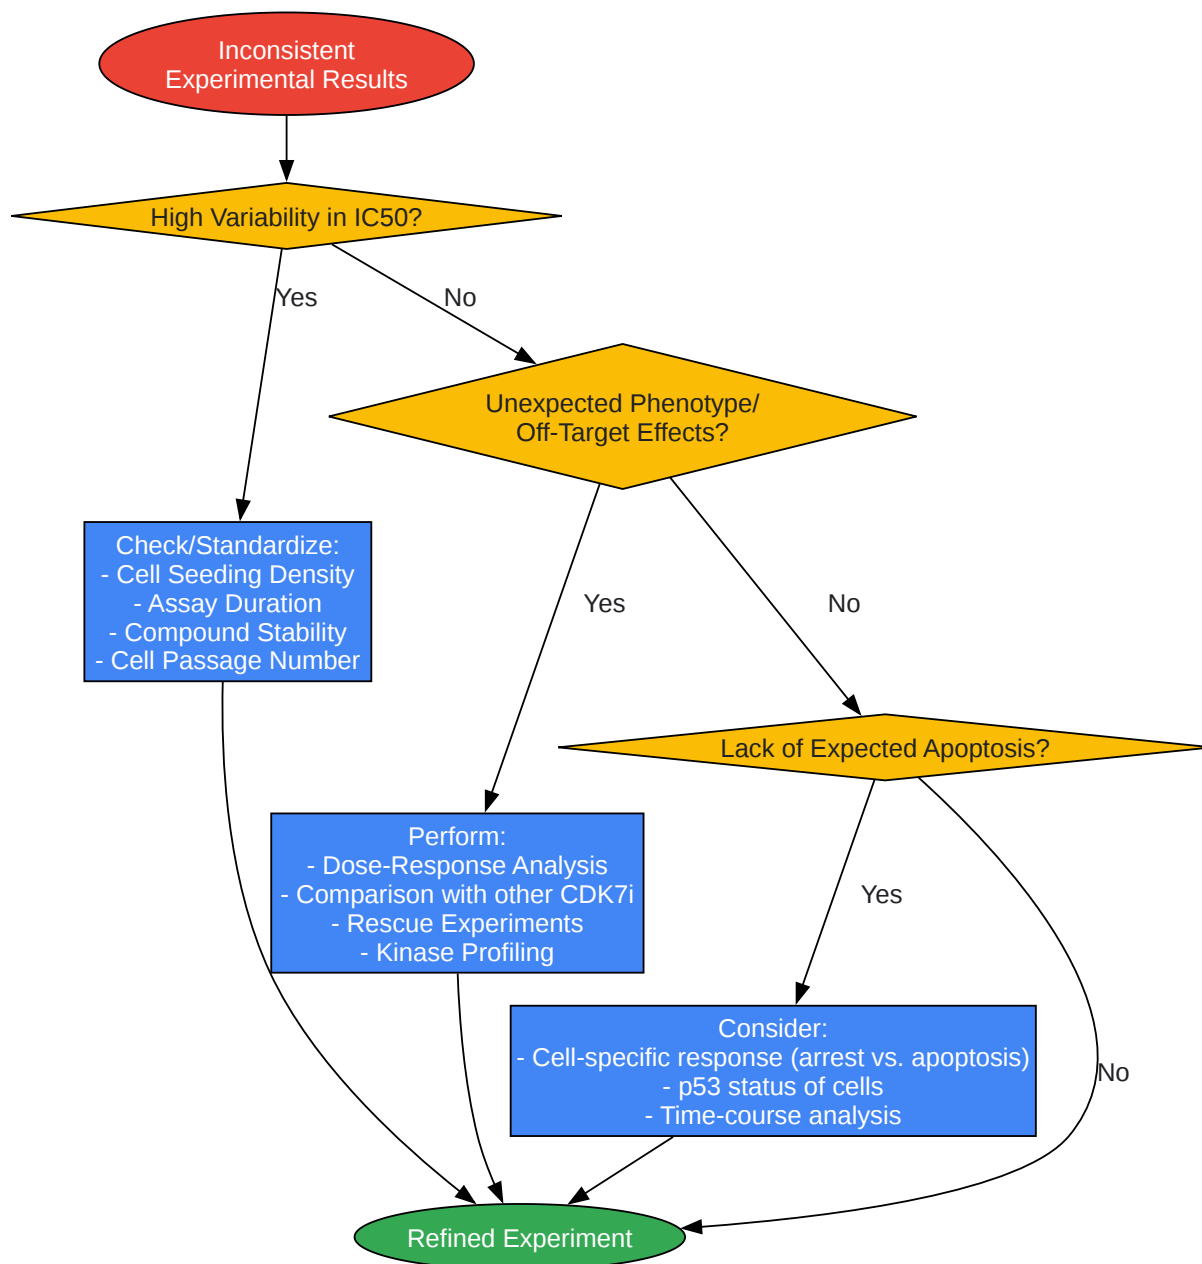 Inconsistent
Experimental Results
High Variability in IC50?
Yes
No
Unexpected Phenotype/
Off-Target Effects?
Check/Standardize:
- Cell Seeding Density
- Assay Duration
- Compound Stability
- Cell Passage Number
Yes
No
Lack of Expected Apoptosis?
Perform:
- Dose-Response Analysis
- Comparison with other CDK7i
- Rescue Experiments
- Kinase Profiling
Yes
No
Consider:
- Cell-specific response (arrest vs. apoptosis)
- p53 status of cells
- Time-course analysis
Refined Experiment